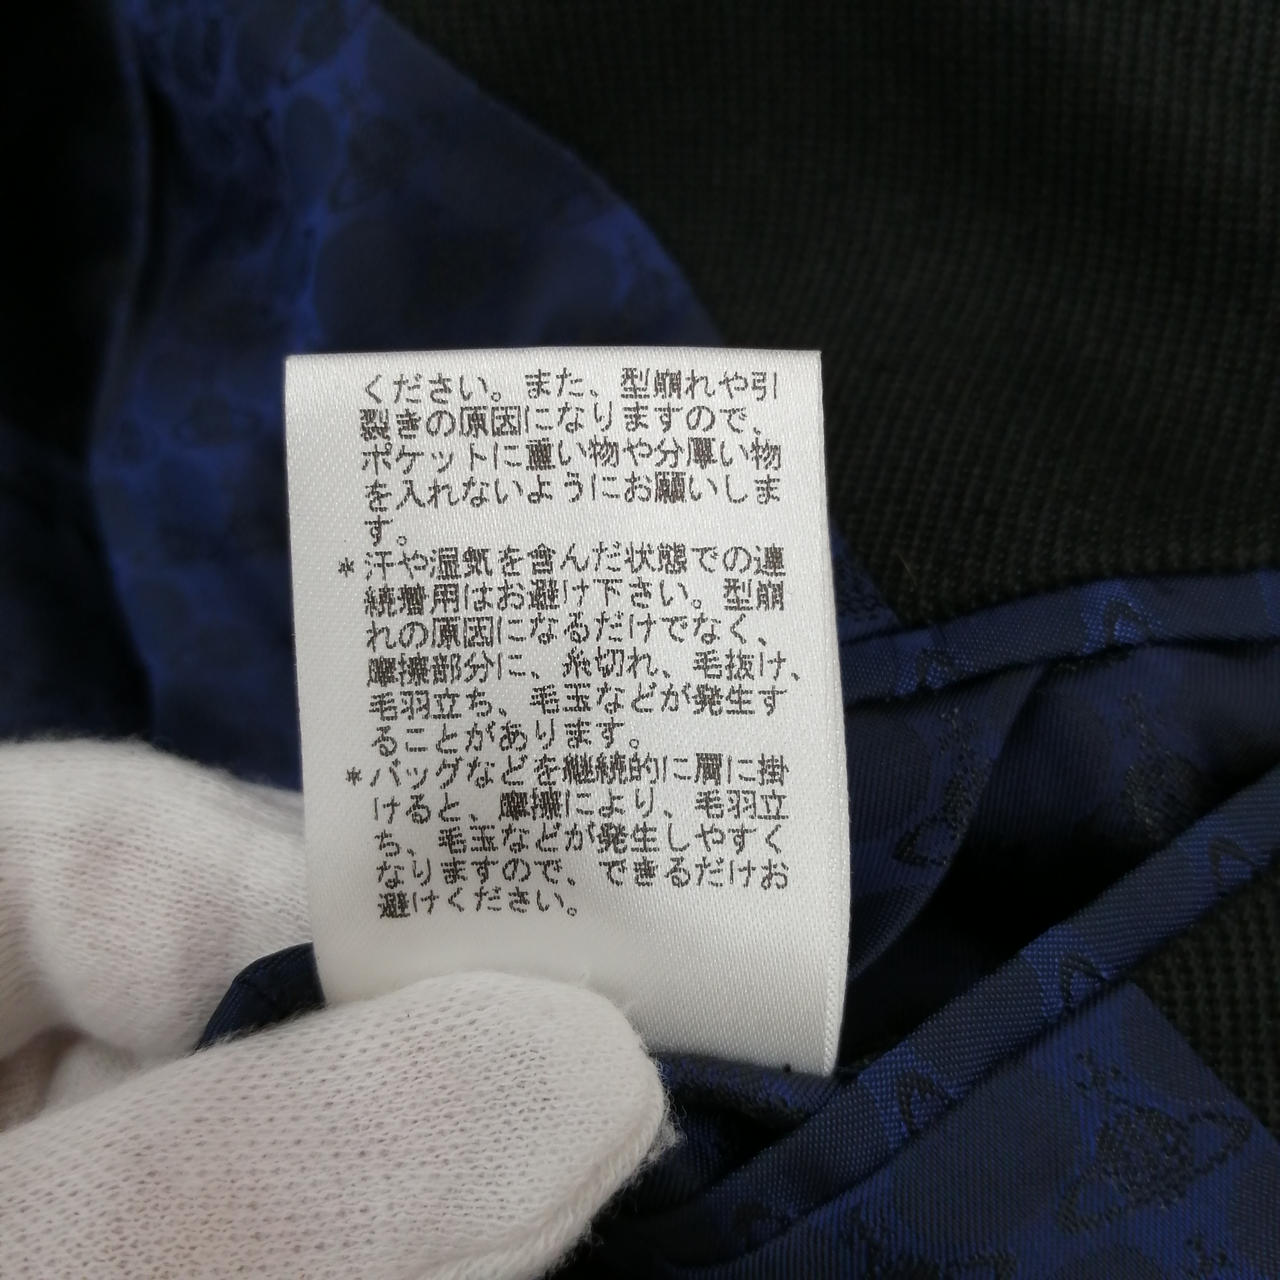 ください。また、型崩れや引
裂きの原因になりますので、
ポケットに重い物や分厚い物
を入れないようにお願いしま
す。
*汗や湿気を含んだ状態での連
続着用はお避け下さい。型崩
れの原因になるだけでなく、
摩擦部分に、糸切れ、毛抜け、
毛羽立ち、毛玉などが発生す
ることがあります。
*バッグなどを継続的に肩に掛
けると、摩擦により、毛羽立
ち、毛玉などが発生しやすく
なりますので、できるだけお
避けください。